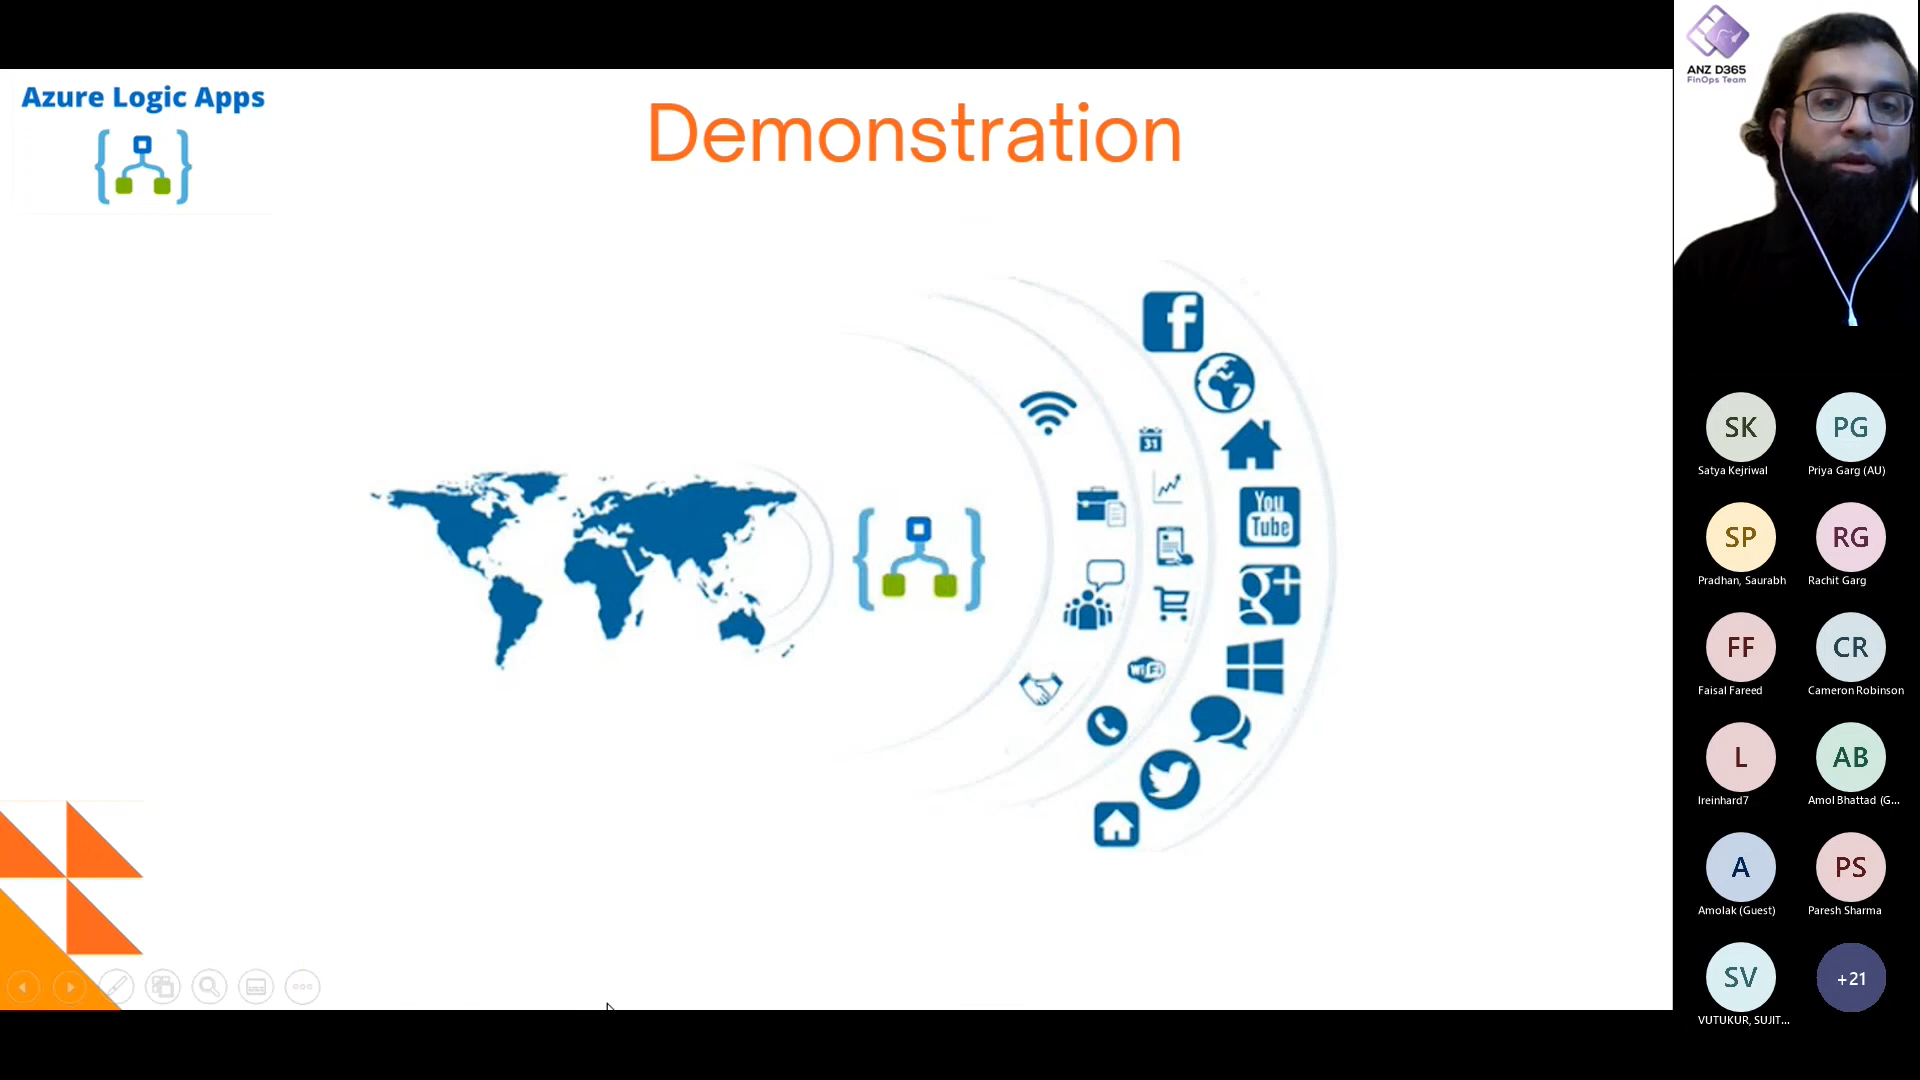 Azure Logic Apps
Demonstration
31
You
Tube
WiFi
ANZ D365
FinOps Team
SK
Satya Kejriwal
PG
Priya Garg (AU)
SP
Pradhan, Saurabh
RG
Rachit Garg
FF
Faisal Fareed
CR
Cameron Robinson
L
lreinhard7
AB
Amol Bhattad (G...
A
Amolak (Guest)
PS
Paresh Sharma
SV
VUTUKUR, SUJIT...
+21